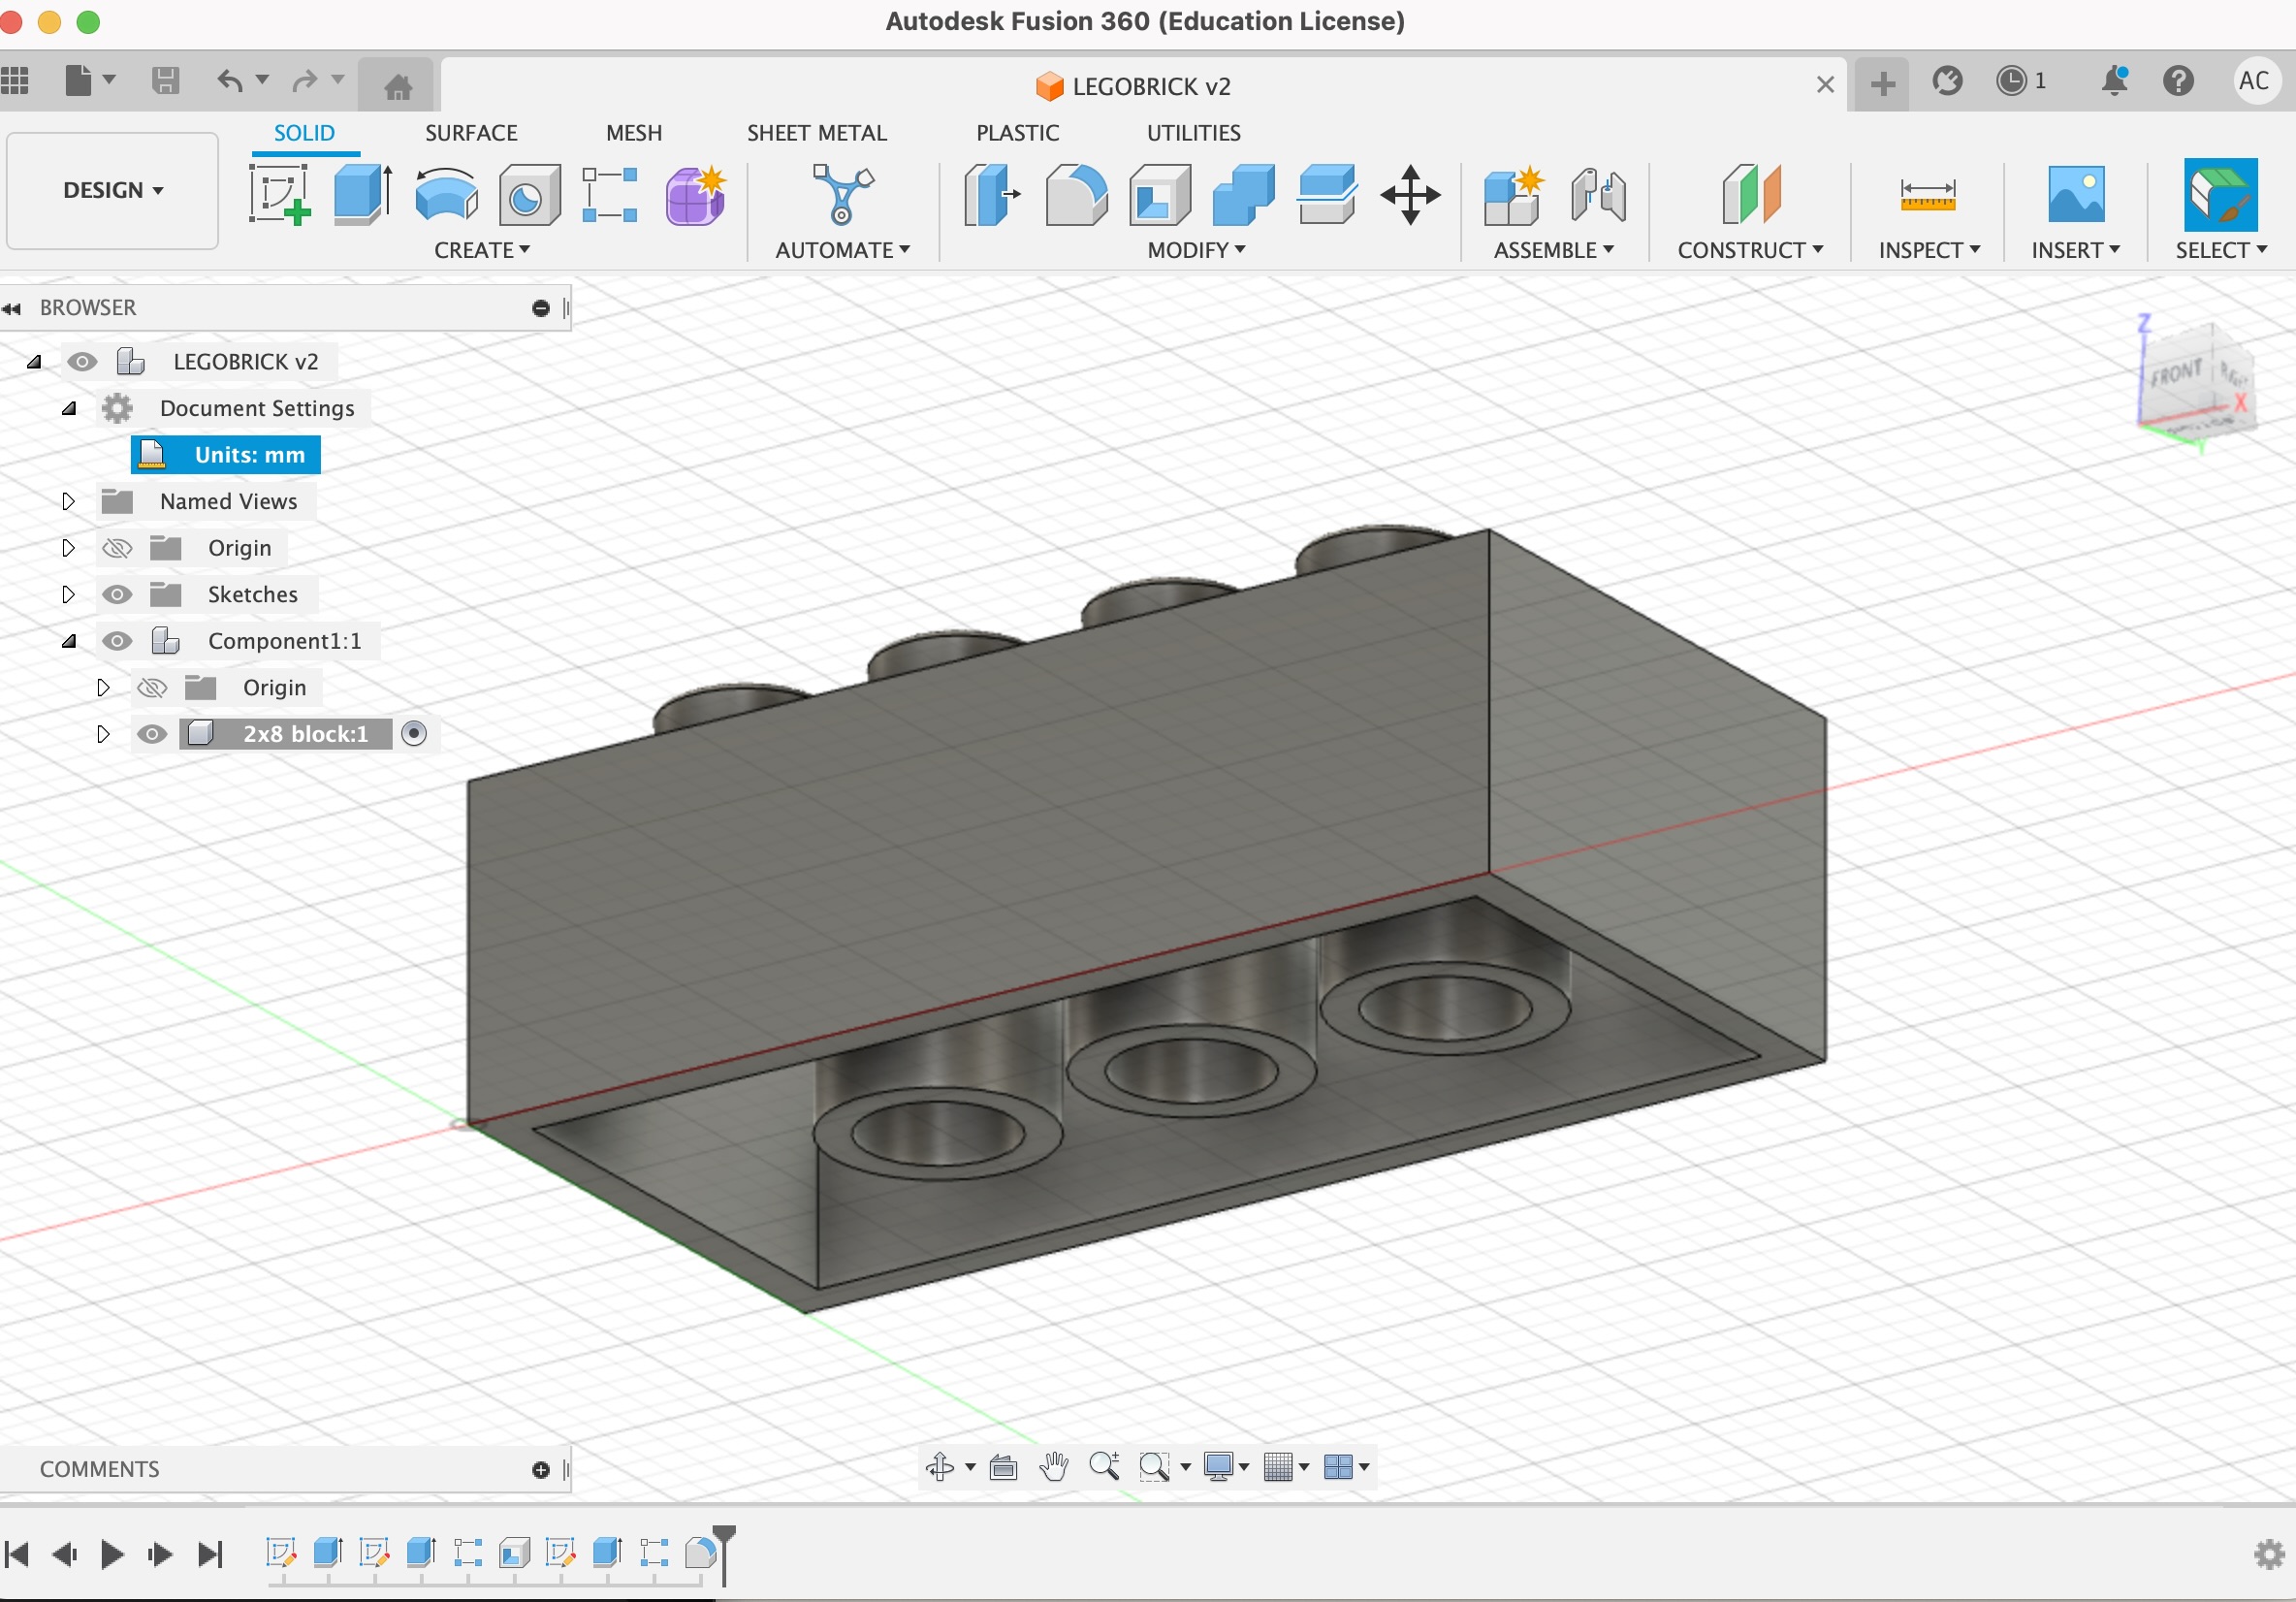 Autodesk Fusion 360 (Education License)
LEGOBRICK v2
1
AC
DESIGN
SOLID
SURFACE
MESH
SHEET METAL
PLASTIC
UTILITIES
CREATE
AUTOMATE
MODIFY
ASSEMBLE
CONSTRUCT
INSPECT
INSERT
SELECT
BROWSER
LEGOBRICK v2
Document Settings
Units: mm
Named Views
Origin
Sketches
Component1:1
Origin
2x8 block:1
Z
FRONT
X
Y
COMMENTS